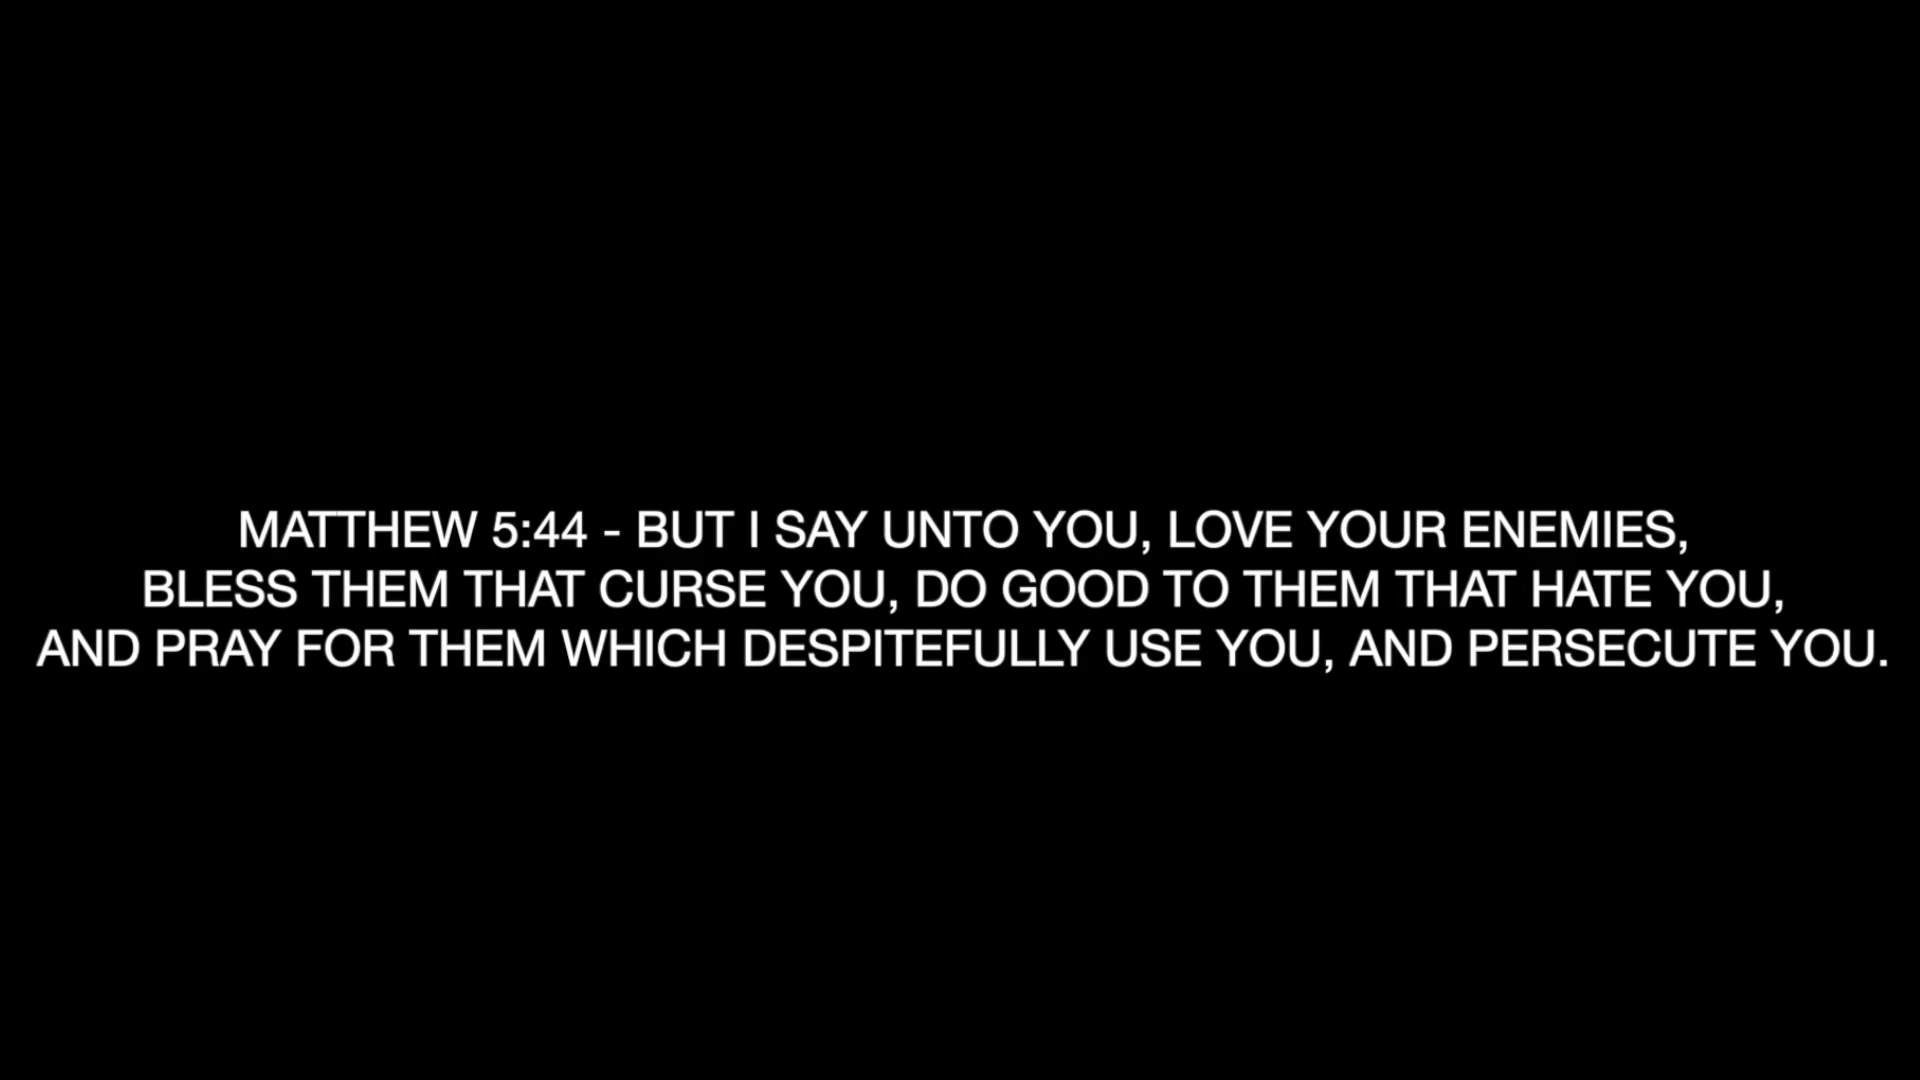 MATTHEW 5:44 - BUT I SAY UNTO YOU, LOVE YOUR ENEMIES,
BLESS THEM THAT CURSE YOU, DO GOOD TO THEM THAT HATE YOU,
AND PRAY FOR THEM WHICH DESPITEFULLY USE YOU, AND PERSECUTE YOU.